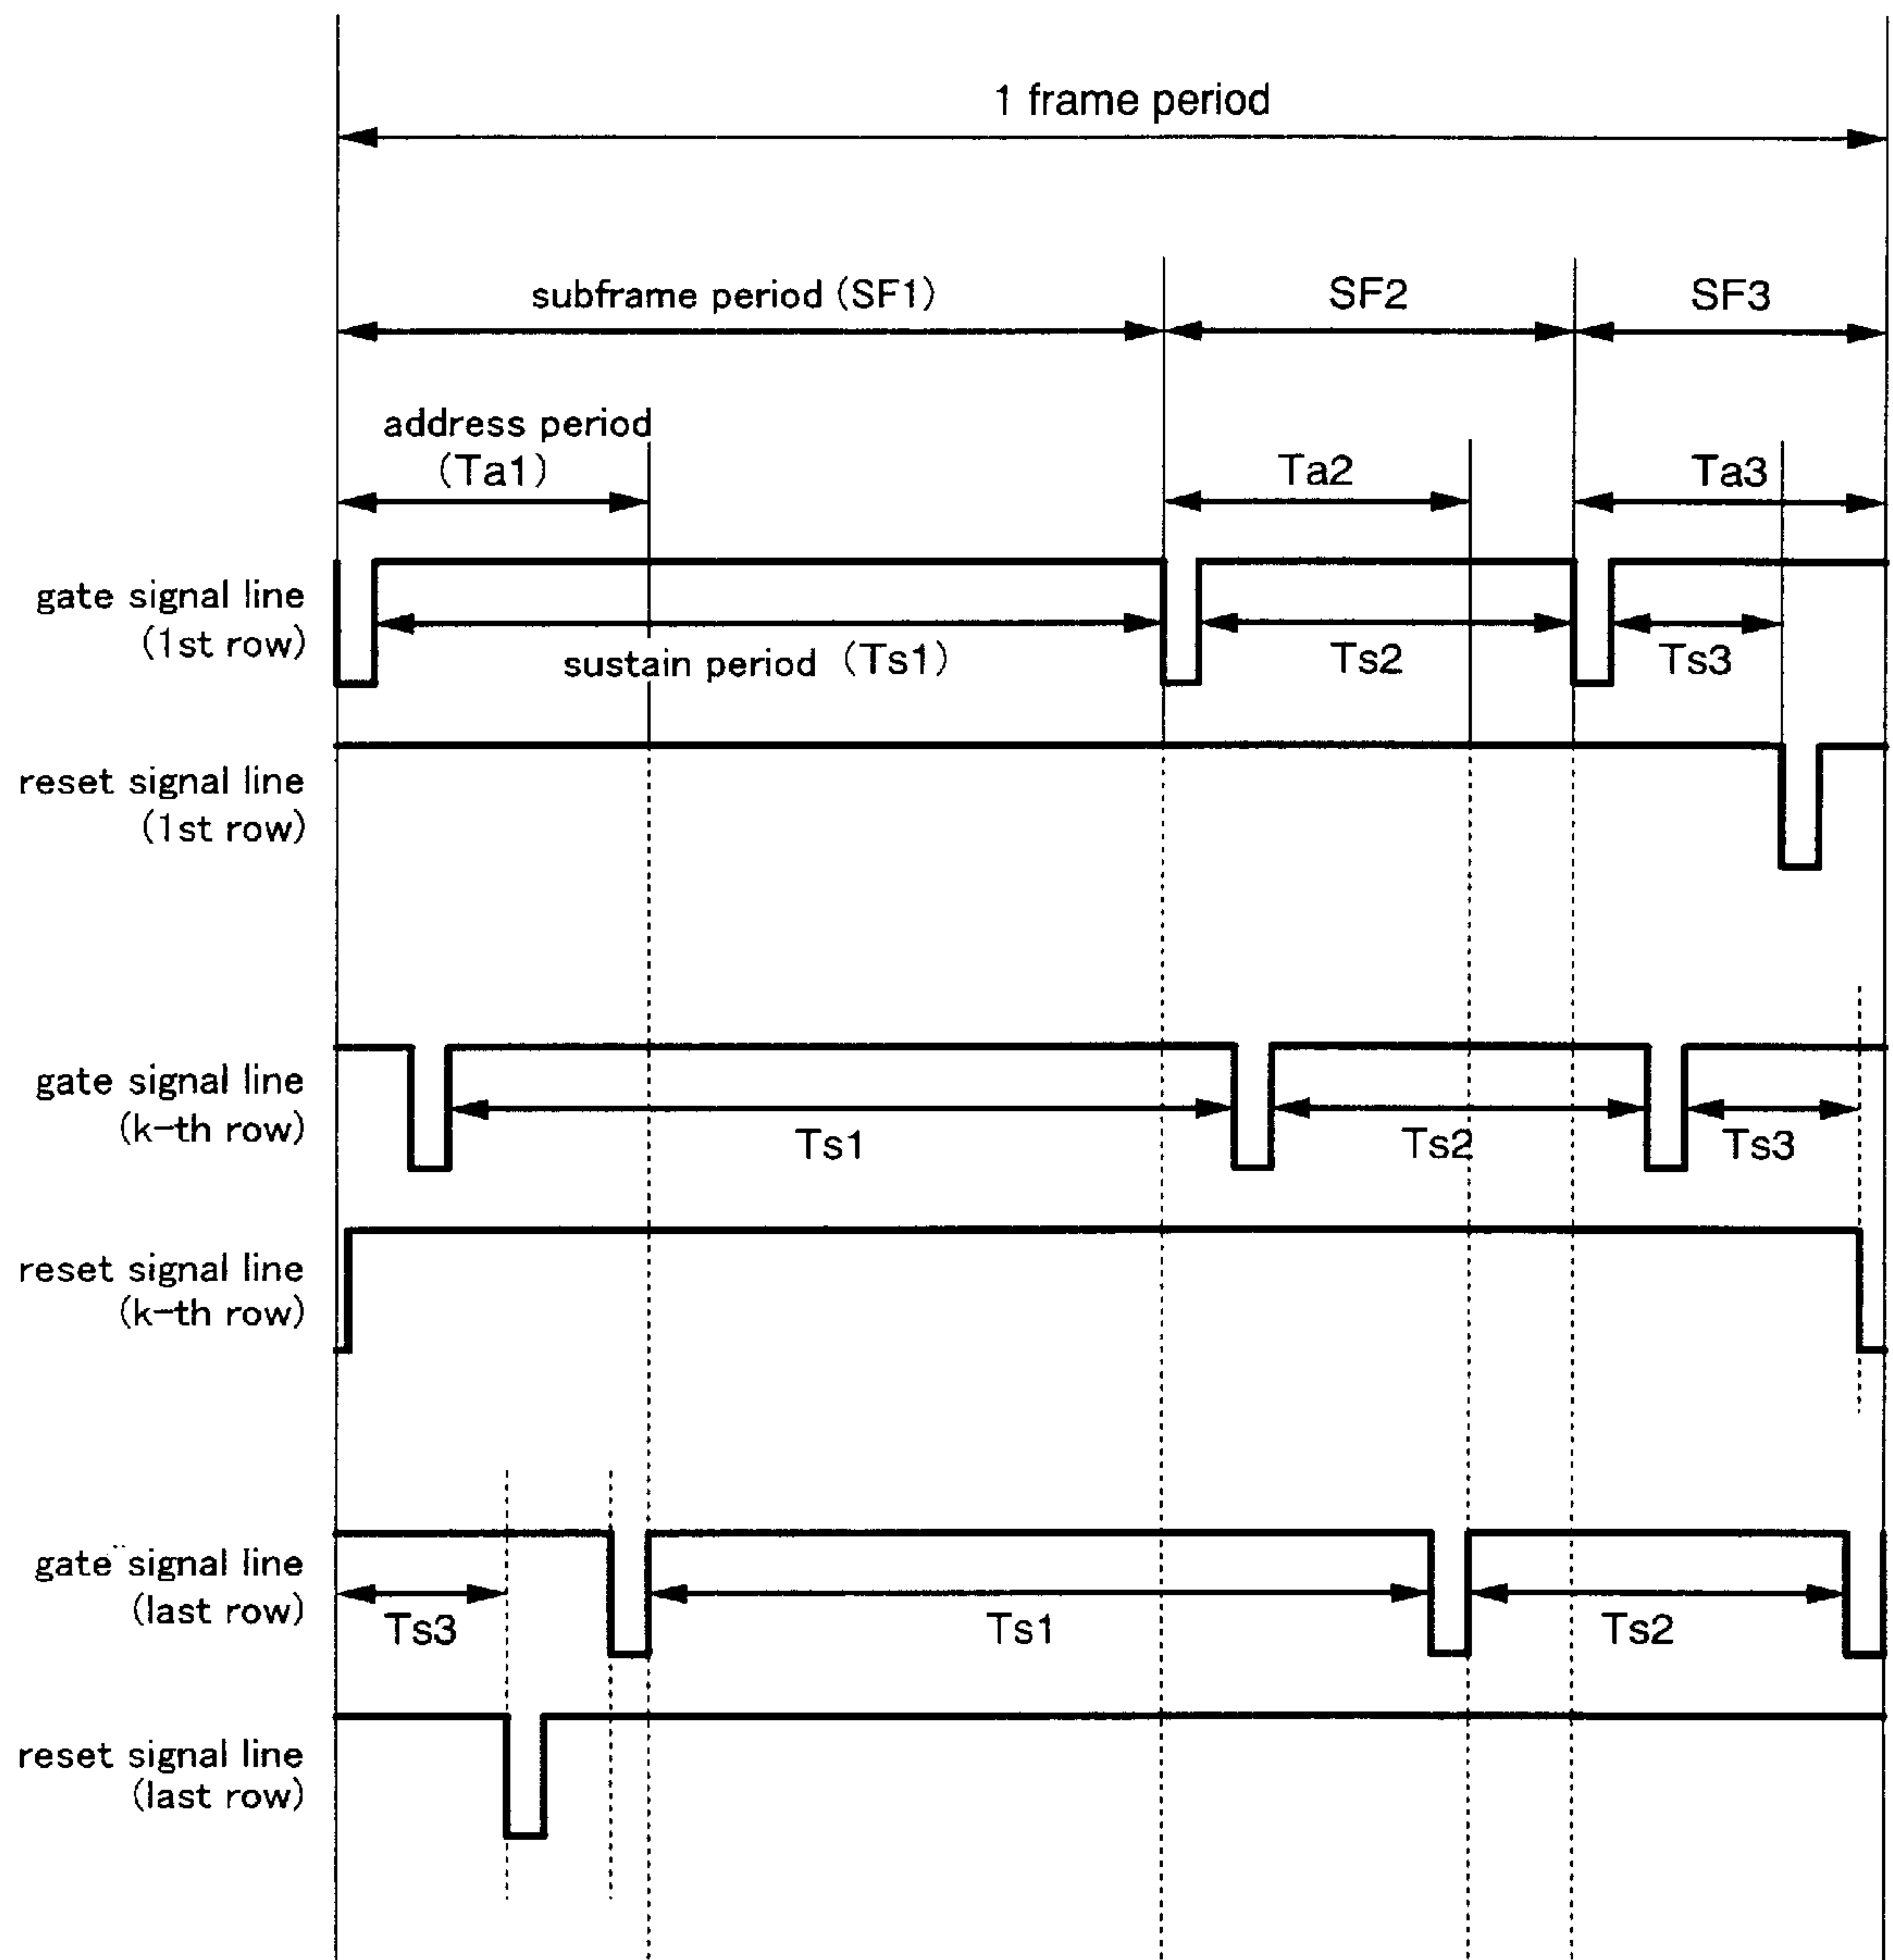 1 frame period
subframe period (SF1)
SF2
SF3
address period
(Ta1)
Ta2
Ta3
gate signal line
(1st row)
sustain period (Ts1)
Ts2
Ts3
reset signal line
(1st row)
gate signal line
(k-th row)
Ts1
Ts2
Ts3
reset signal line
(k-th row)
gate signal line
(last row)
Ts3
Ts1
Ts2
reset signal line
(last row)